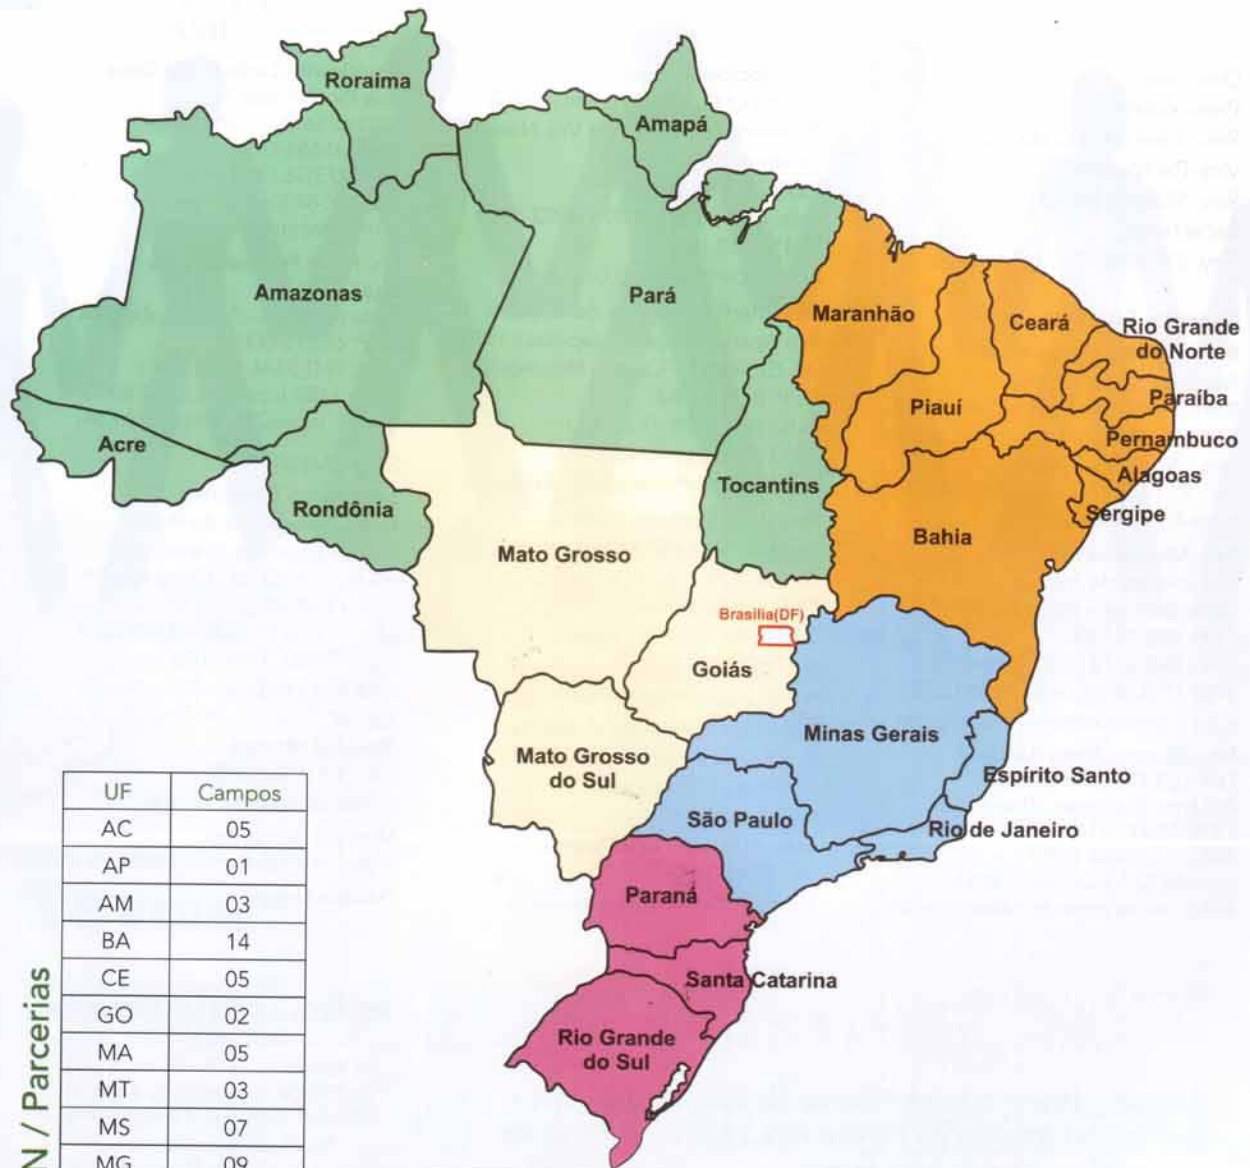 Roraima
Amapá
Amazonas
Pará
Maranhão
Ceará
Rio Grande
do Norte
Paraíba
Piauí
Pernambuco
Acre
Alagoas
Tocantins
Sergipe
Rondônia
Bahia
Mato Grosso
Brasilia(DF)
Goiás
Minas Gerais
Mato Grosso
do Sul
Espírito Santo
São Paulo
Rio de Janeiro
Paraná
Santa Catarina
Rio Grande
do Sul
UF Campos
AC 05
AP 01
AM 03
BA 14
CE 05
GO 02
MA 05
MT 03
MS 07
MG 09
N / Parcerias